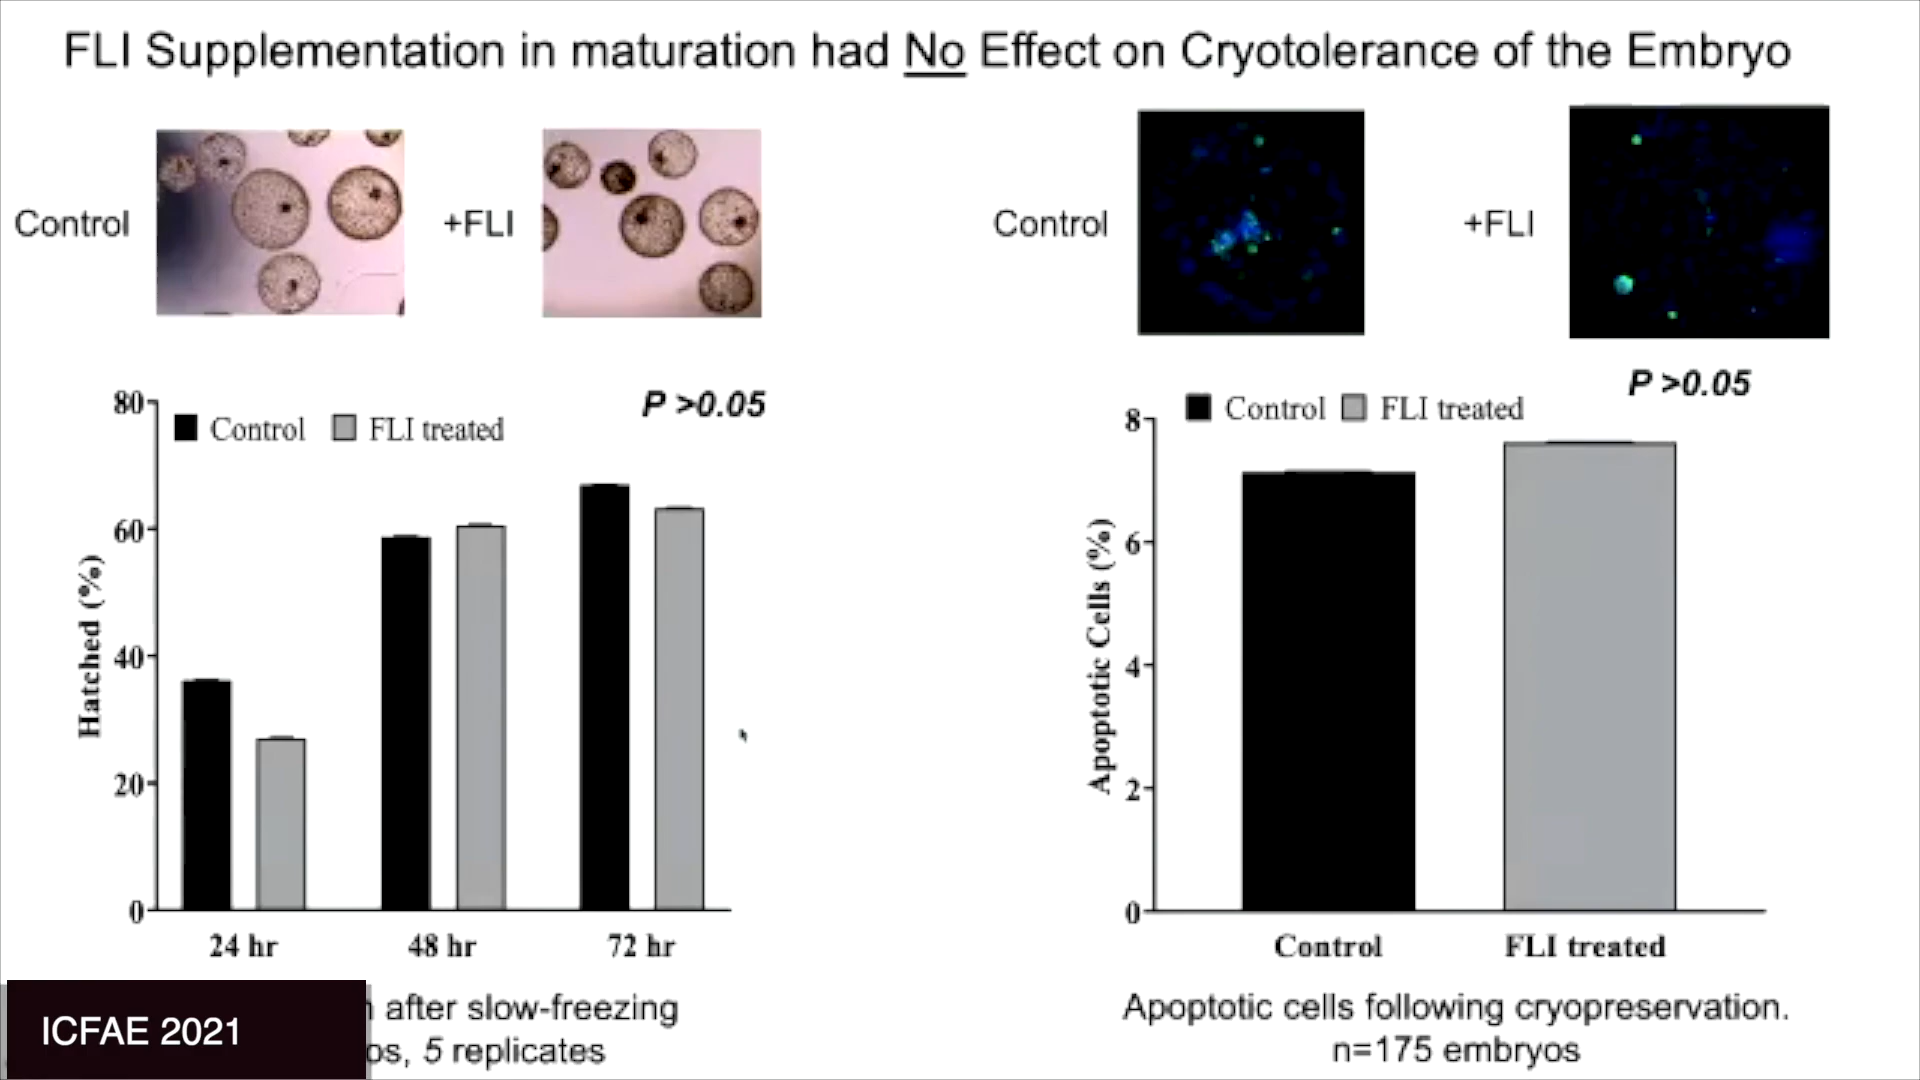 FLI Supplementation in maturation had No Effect on Cryotolerance of the Embryo
Control
+FLI
Control
+FLI
P >0.05
Control FLI treated
80
60
40
20
0
Hatched (%)
24 hr 48 hr 72 hr
after slow-freezing
5 replicates
P >0.05
Control FLI treated
8
6
4
2
0
Apoptotic Cells (%)
Control FLI treated
Apoptotic cells following cryopreservation.
n=175 embryos
ICFAE 2021